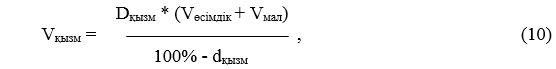 Dқызм * (Vөсімдік + Vмал)
Vқызм = ,	(10)
100% - dқызм